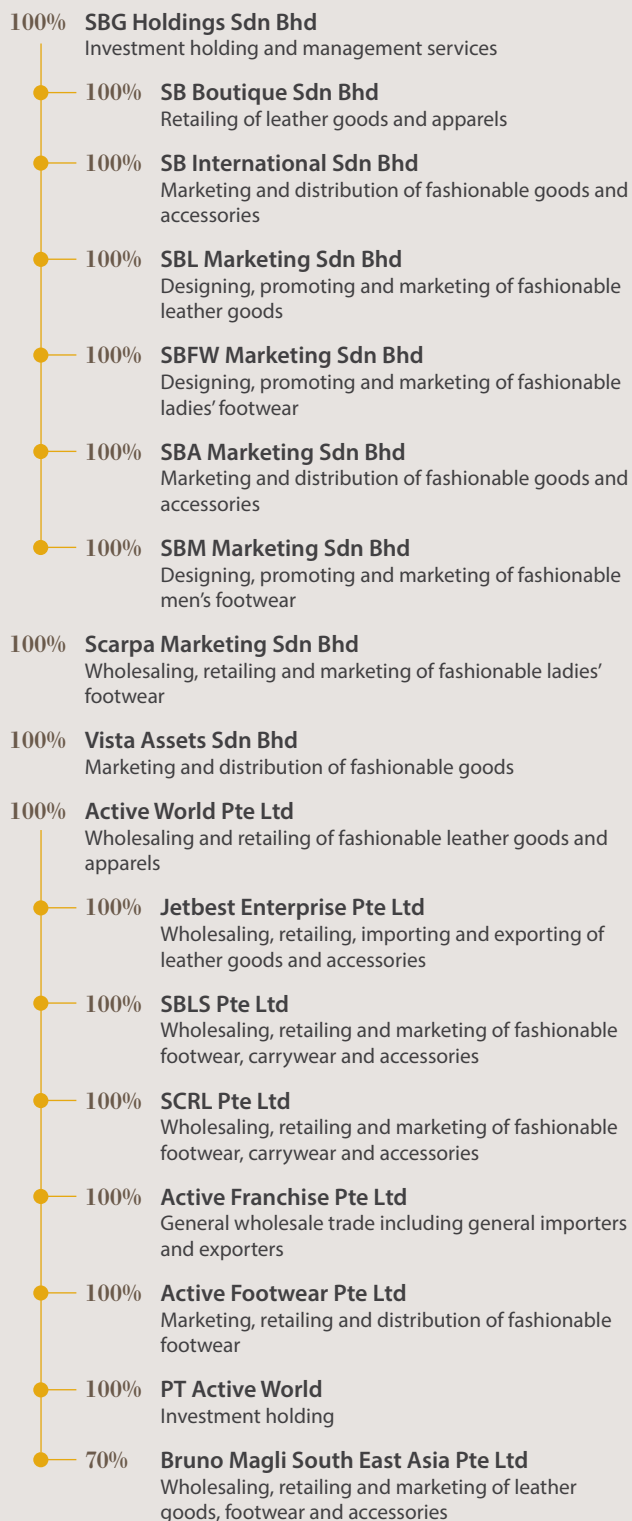 100% SBG Holdings Sdn Bhd
Investment holding and management services
100% SB Boutique Sdn Bhd
Retailing of leather goods and apparels
100% SB International Sdn Bhd
Marketing and distribution of fashionable goods and
accessories
100% SBL Marketing Sdn Bhd
Designing, promoting and marketing of fashionable
leather goods
100% SBFW Marketing Sdn Bhd
Designing, promoting and marketing of fashionable
ladies’ footwear
100% SBA Marketing Sdn Bhd
Marketing and distribution of fashionable goods and
accessories
100% SBM Marketing Sdn Bhd
Designing, promoting and marketing of fashionable
men’s footwear
100% Scarpa Marketing Sdn Bhd
Wholesaling, retailing and marketing of fashionable ladies’
footwear
100% Vista Assets Sdn Bhd
Marketing and distribution of fashionable goods
100% Active World Pte Ltd
Wholesaling and retailing of fashionable leather goods and
apparels
100% Jetbest Enterprise Pte Ltd
Wholesaling, retailing, importing and exporting of
leather goods and accessories
100% SBLS Pte Ltd
Wholesaling, retailing and marketing of fashionable
footwear, carrywear and accessories
100% SCRL Pte Ltd
Wholesaling, retailing and marketing of fashionable
footwear, carrywear and accessories
100% Active Franchise Pte Ltd
General wholesale trade including general importers
and exporters
100% Active Footwear Pte Ltd
Marketing, retailing and distribution of fashionable
footwear
100% PT Active World
Investment holding
70% Bruno Magli South East Asia Pte Ltd
Wholesaling, retailing and marketing of leather
goods, footwear and accessories